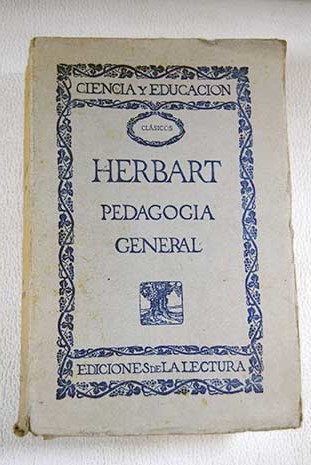 CIENCIA Y EDUCACION
CLÁSICOS
HERBART
PEDAGOGIA
GENERAL
EDICIONES DE LA LECTURA